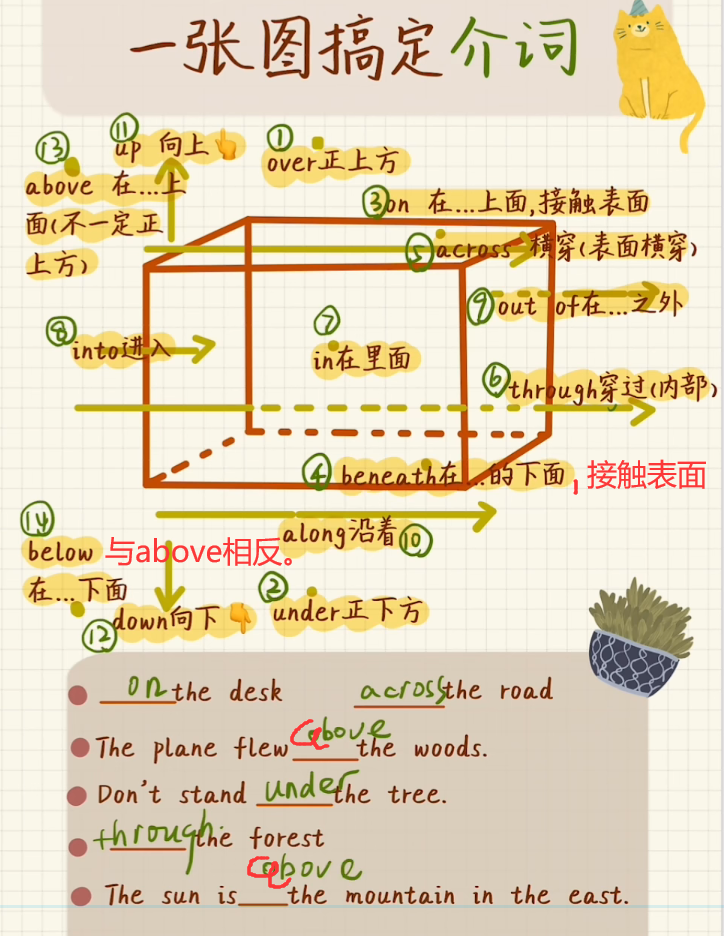 一张图搞定介词
⑬
⑪
up 向上
①
over正上方
above 在...上
面(不一定正
上方)
③on 在...上面,接触表面
⑤across 横穿(表面横穿)
⑨out of在...之外
⑧into进入
⑦
in在里面
⑥through穿过(内部)
④beneath在...的下面,接触表面
⑭
below 与above相反。
在...下面
along沿着⑩
②under正下方
⑫down向下
on the desk across the road
The plane flew above the woods.
Don't stand under the tree.
through the forest
The sun is above the mountain in the east.